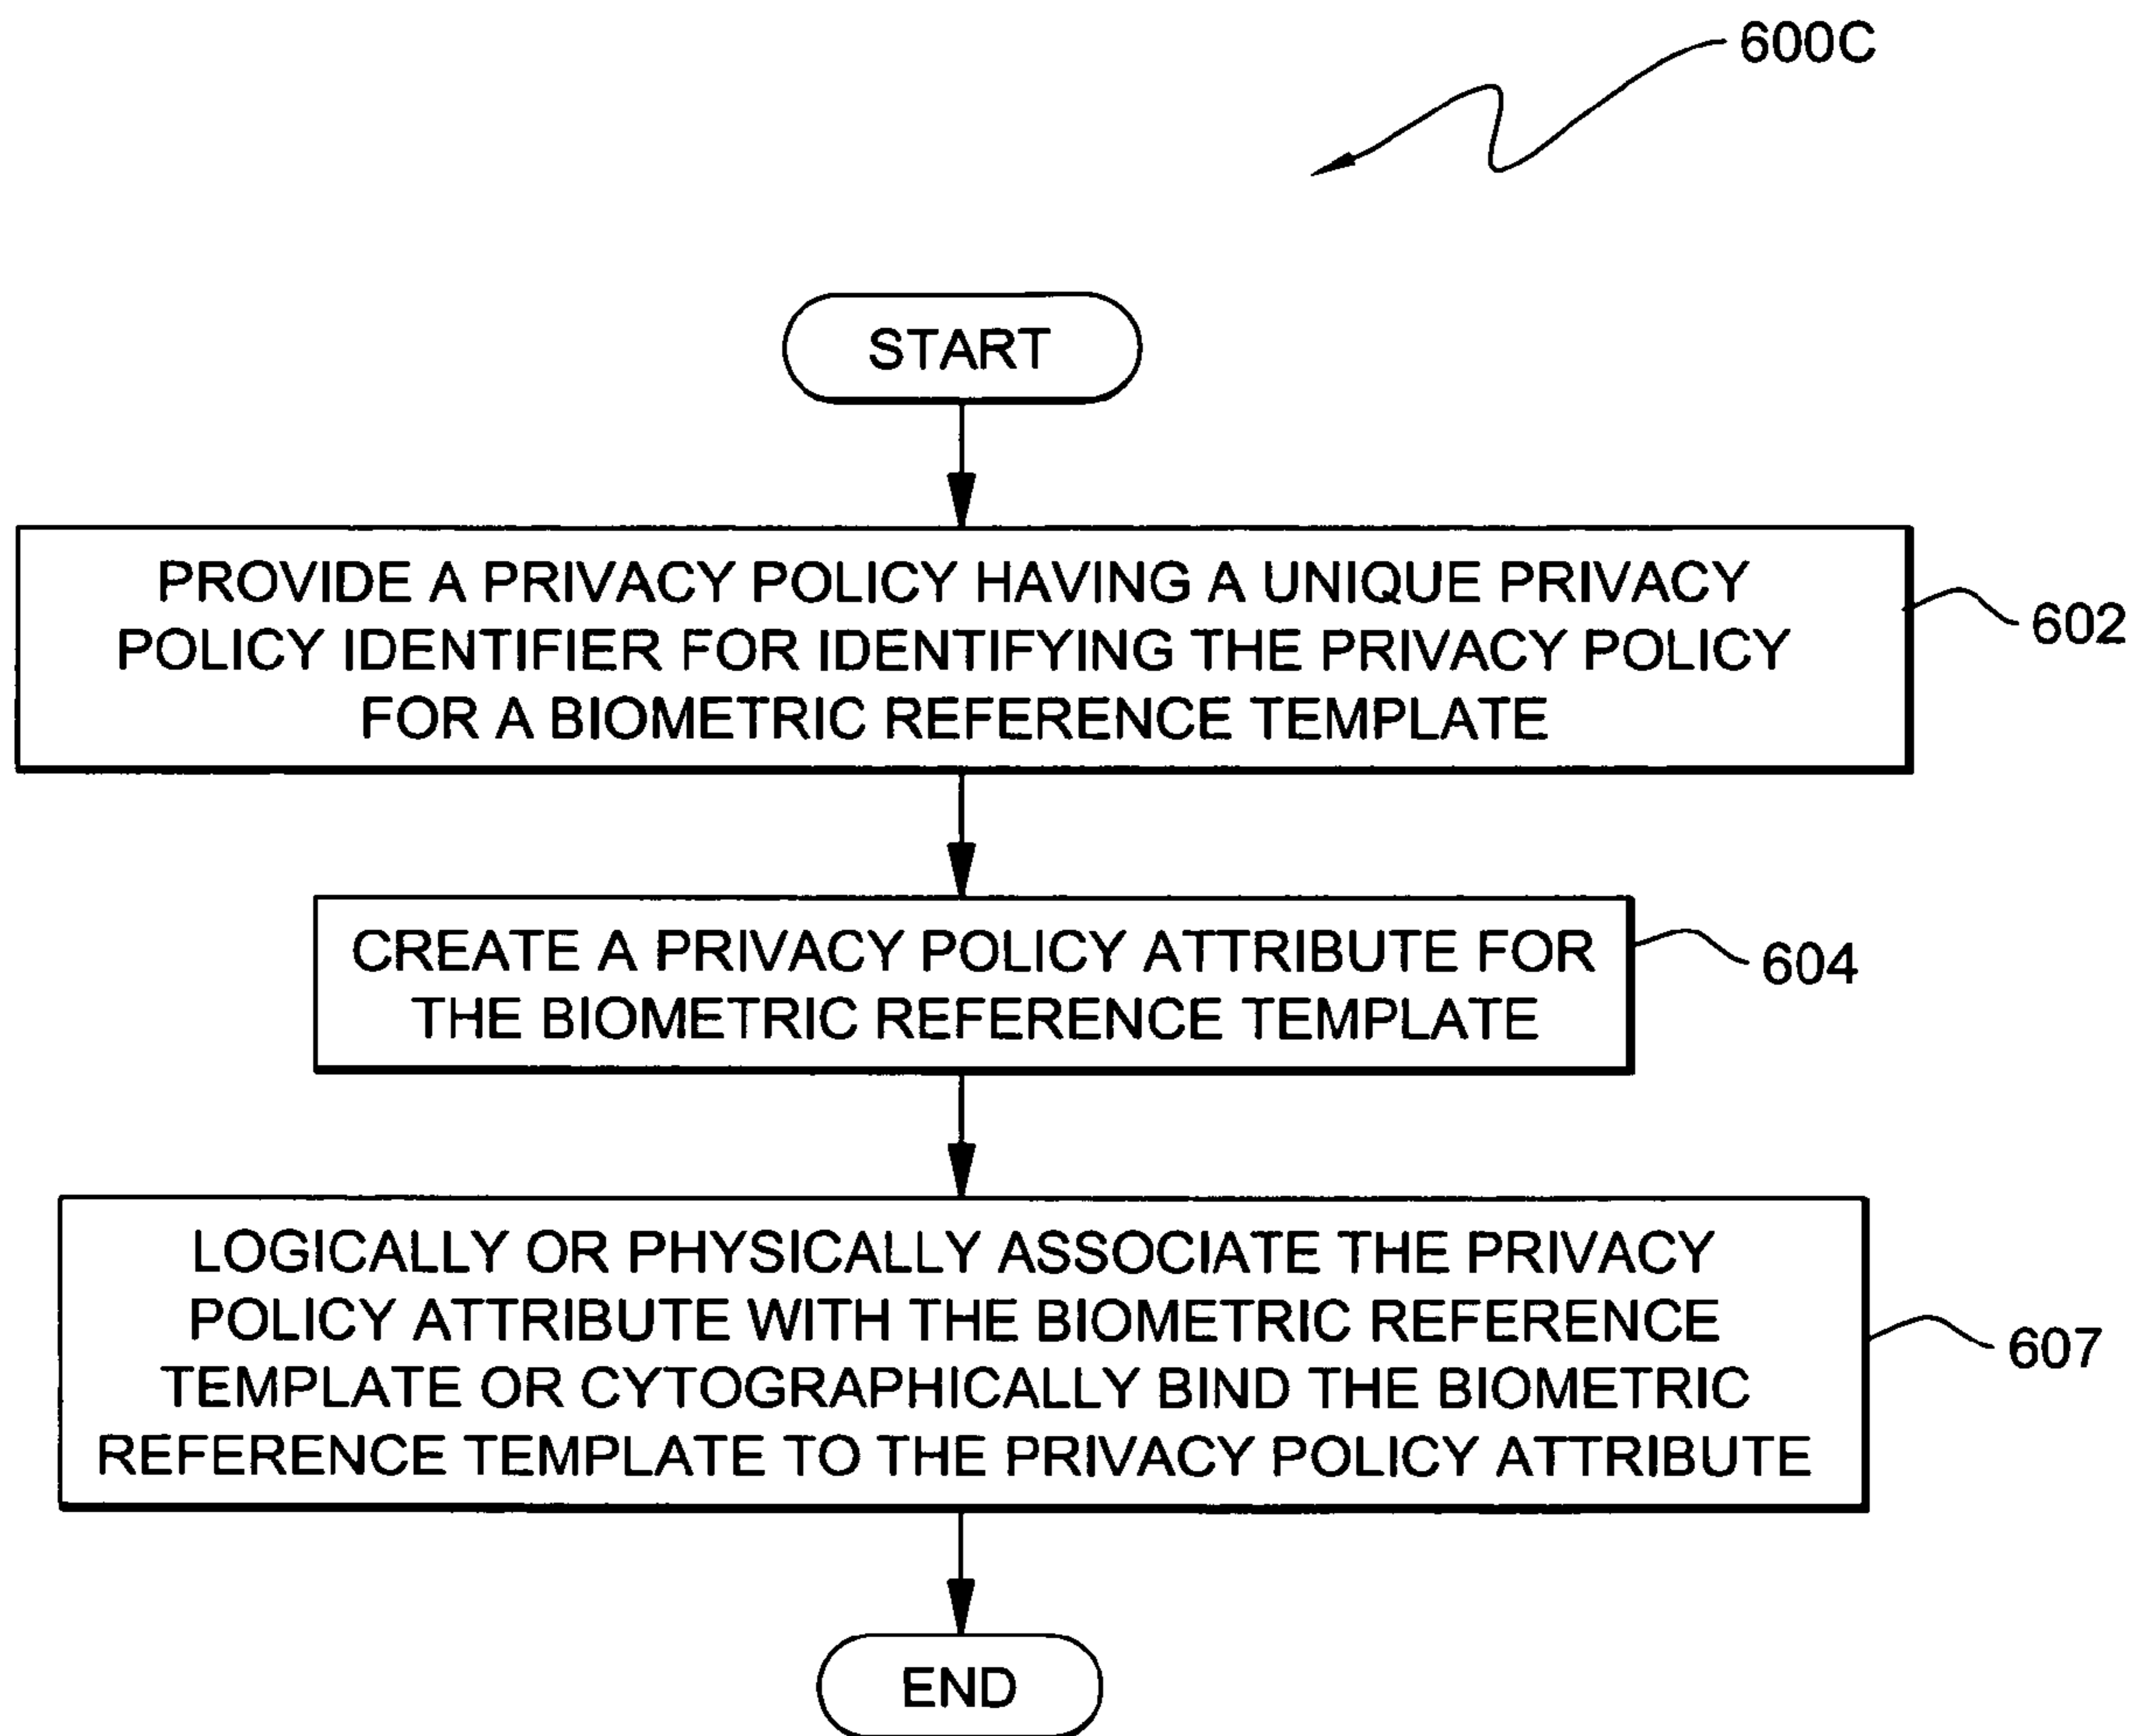 600C
START
PROVIDE A PRIVACY POLICY HAVING A UNIQUE PRIVACY
POLICY IDENTIFIER FOR IDENTIFYING THE PRIVACY POLICY
FOR A BIOMETRIC REFERENCE TEMPLATE
602
CREATE A PRIVACY POLICY ATTRIBUTE FOR
THE BIOMETRIC REFERENCE TEMPLATE
604
LOGICALLY OR PHYSICALLY ASSOCIATE THE PRIVACY
POLICY ATTRIBUTE WITH THE BIOMETRIC REFERENCE
TEMPLATE OR CYTOGRAPHICALLY BIND THE BIOMETRIC
REFERENCE TEMPLATE TO THE PRIVACY POLICY ATTRIBUTE
607
END